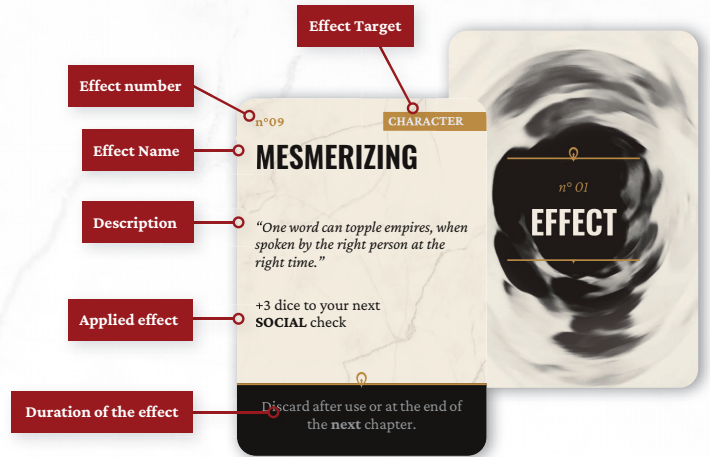 Effect Target
Effect number
n°09
CHARACTER
Effect Name
MESMERIZING
n° 01
EFFECT
Description
“One word can topple empires, when
spoken by the right person at the
right time.”
Applied effect
+3 dice to your next
SOCIAL check
Duration of the effect
Discard after use or at the end of
the next chapter.